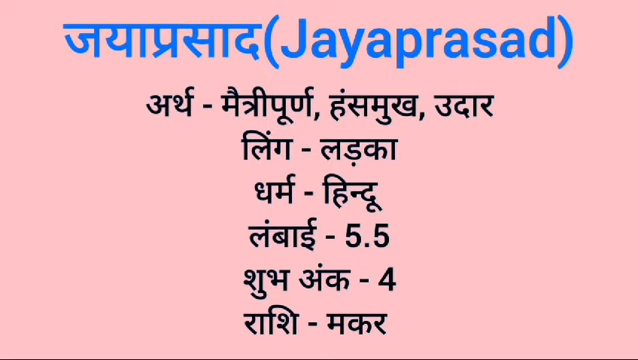 जयाप्रसाद(Jayaprasad)
अर्थ - मैत्रीपूर्ण, हंसमुख, उदार
लिंग - लड़का
धर्म - हिन्दू
लंबाई - 5.5
शुभ अंक - 4
राशि - मकर